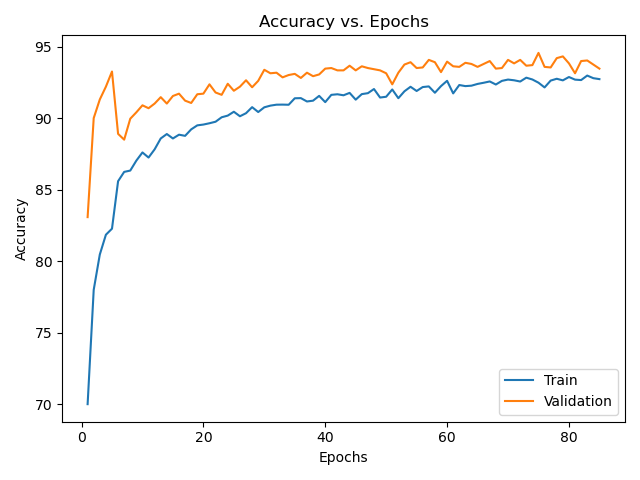 Accuracy vs. Epochs
95
90
85
80
75
70
Accuracy
0 20 40 60 80
Epochs
Train
Validation